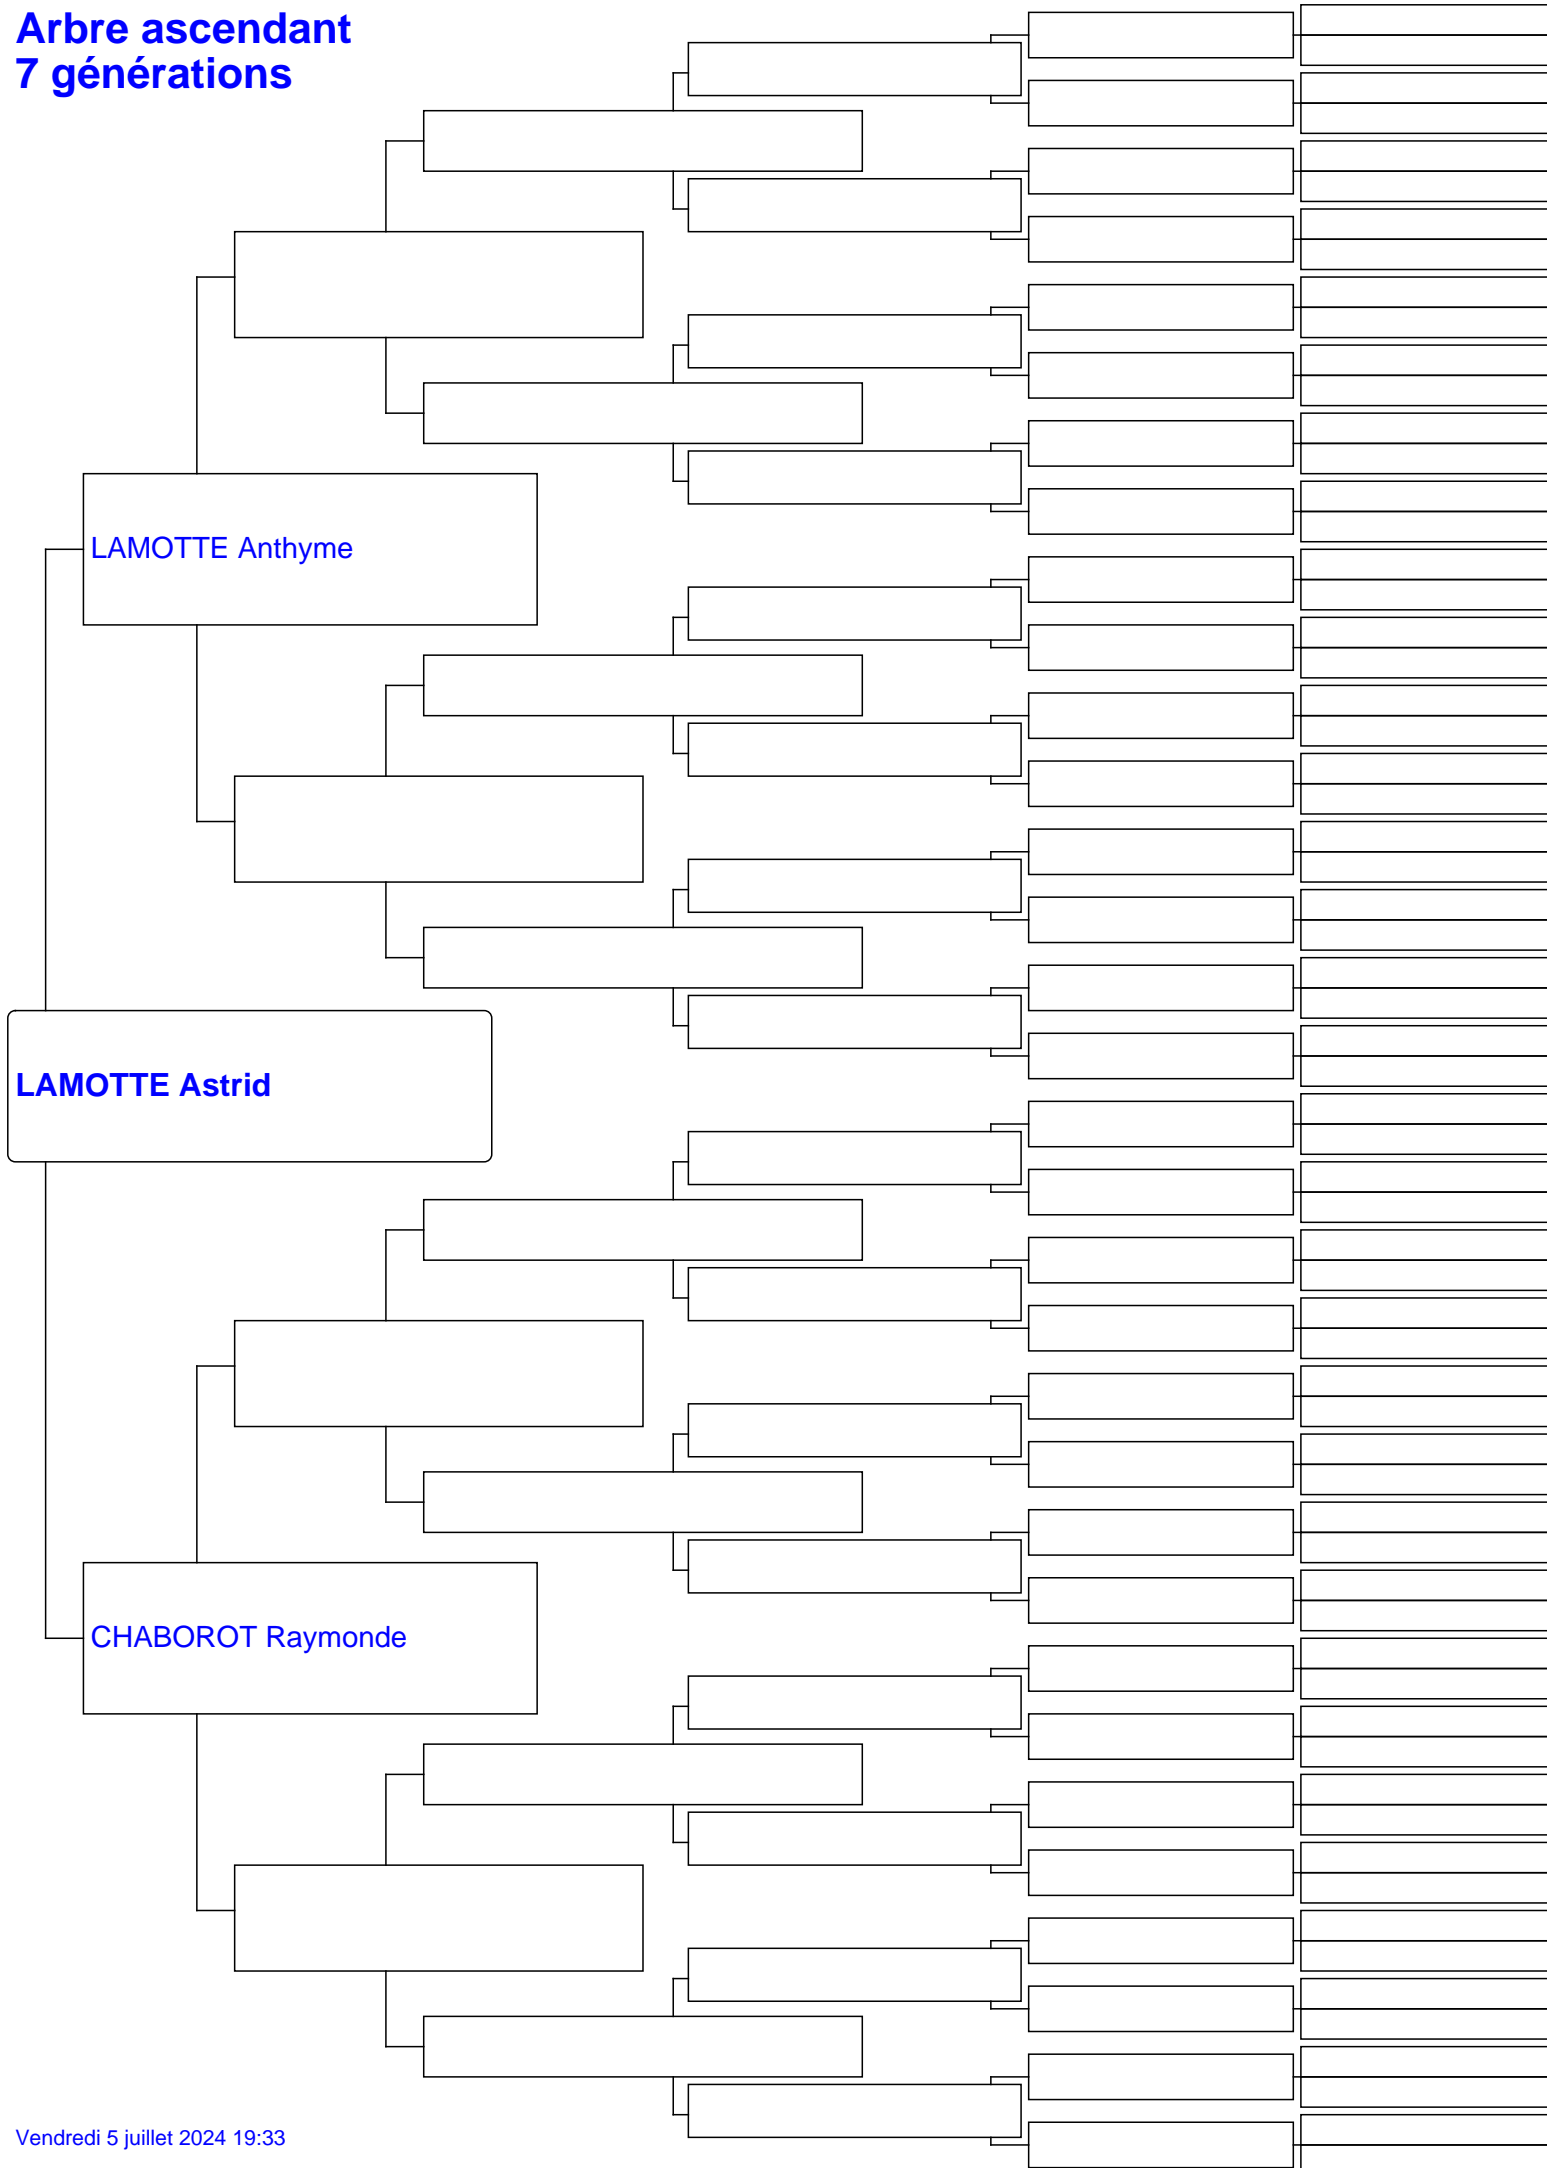 Arbre ascendant
7 générations
LAMOTTE Anthyme
LAMOTTE Astrid
CHABOROT Raymonde
Vendredi 5 juillet 2024 19:33